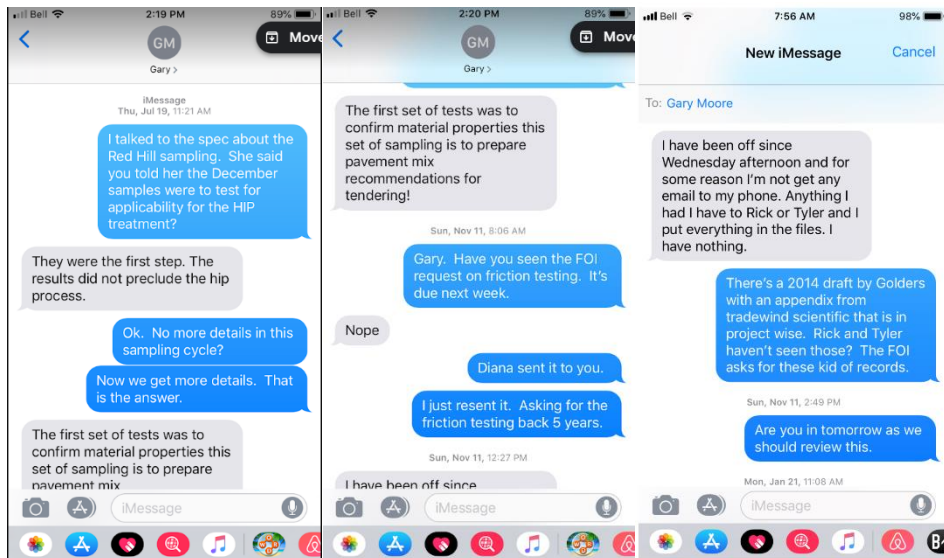 Bell
2:19 PM
89%
GM
Move
Gary >
iMessage
Thu, Jul 19, 11:21 AM
I talked to the spec about the
Red Hill sampling. She said
you told her the December
samples were to test for
applicability for the HIP
treatment?
They were the first step. The
results did not preclude the hip
process.
Ok. No more details in this
sampling cycle?
Now we get more details. That
is the answer.
The first set of tests was to
confirm material properties this
set of sampling is to prepare
pavement mix
iMessage
Bell
2:20 PM
89%
GM
Mov
Gary >
The first set of tests was to
confirm material properties this
set of sampling is to prepare
pavement mix
recommendations for
tendering!
Sun, Nov 11, 8:06 AM
Gary. Have you seen the FOI
request on friction testing. It's
due next week.
Nope
Diana sent it to you.
I just resent it. Asking for the
friction testing back 5 years.
Sun, Nov 11, 12:27 PM
I have been off since
iMessage
Bell
7:56 AM
98%
New iMessage
Cancel
To: Gary Moore
I have been off since
Wednesday afternoon and for
some reason I'm not get any
email to my phone. Anything I
had I have to Rick or Tyler and I
put everything in the files. I
have nothing.
There's a 2014 draft by Golders
with an appendix from
tradewind scientific that is in
project wise. Rick and Tyler
haven't seen those? The FOI
asks for these kid of records.
Sun, Nov 11, 2:49 PM
Are you in tomorrow as we
should review this.
Mon, Jan 21, 11:08 AM
iMessage